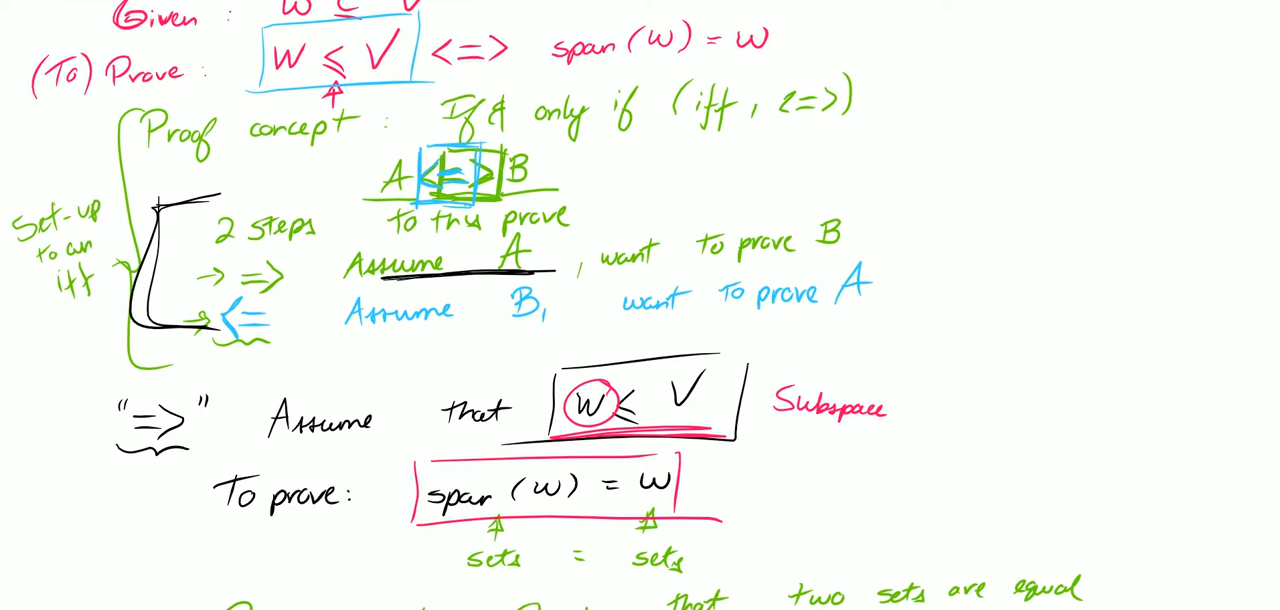 Given : W ⊆ V
(To) Prove : W ≤ V <=> span (W) = W
Proof concept : If & only if (iff, <=>)
A <=> B
to this prove
Set-up to an iff
2 steps
→ => Assume A, want to prove B
→ <= Assume B, want to prove A
"=>" Assume that W ≤ V Subspace
To prove: span (W) = W
sets = sets
that two sets are equal